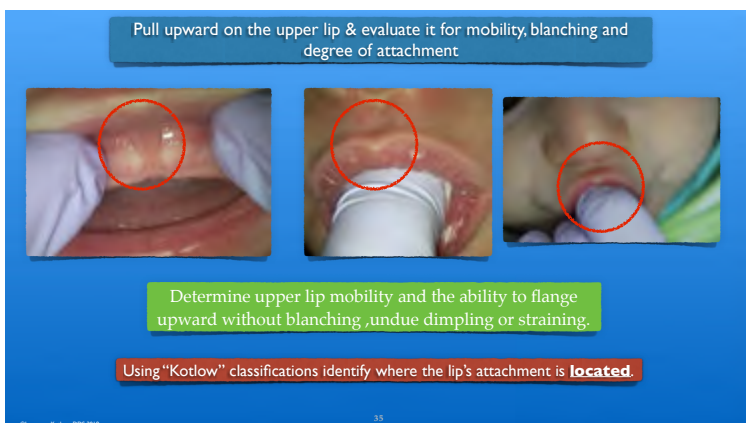 Pull upward on the upper lip & evaluate it for mobility, blanching and
degree of attachment
Determine upper lip mobility and the ability to flange
upward without blanching ,undue dimpling or straining.
Using “Kotlow” classifications identify where the lip’s attachment is located.
35